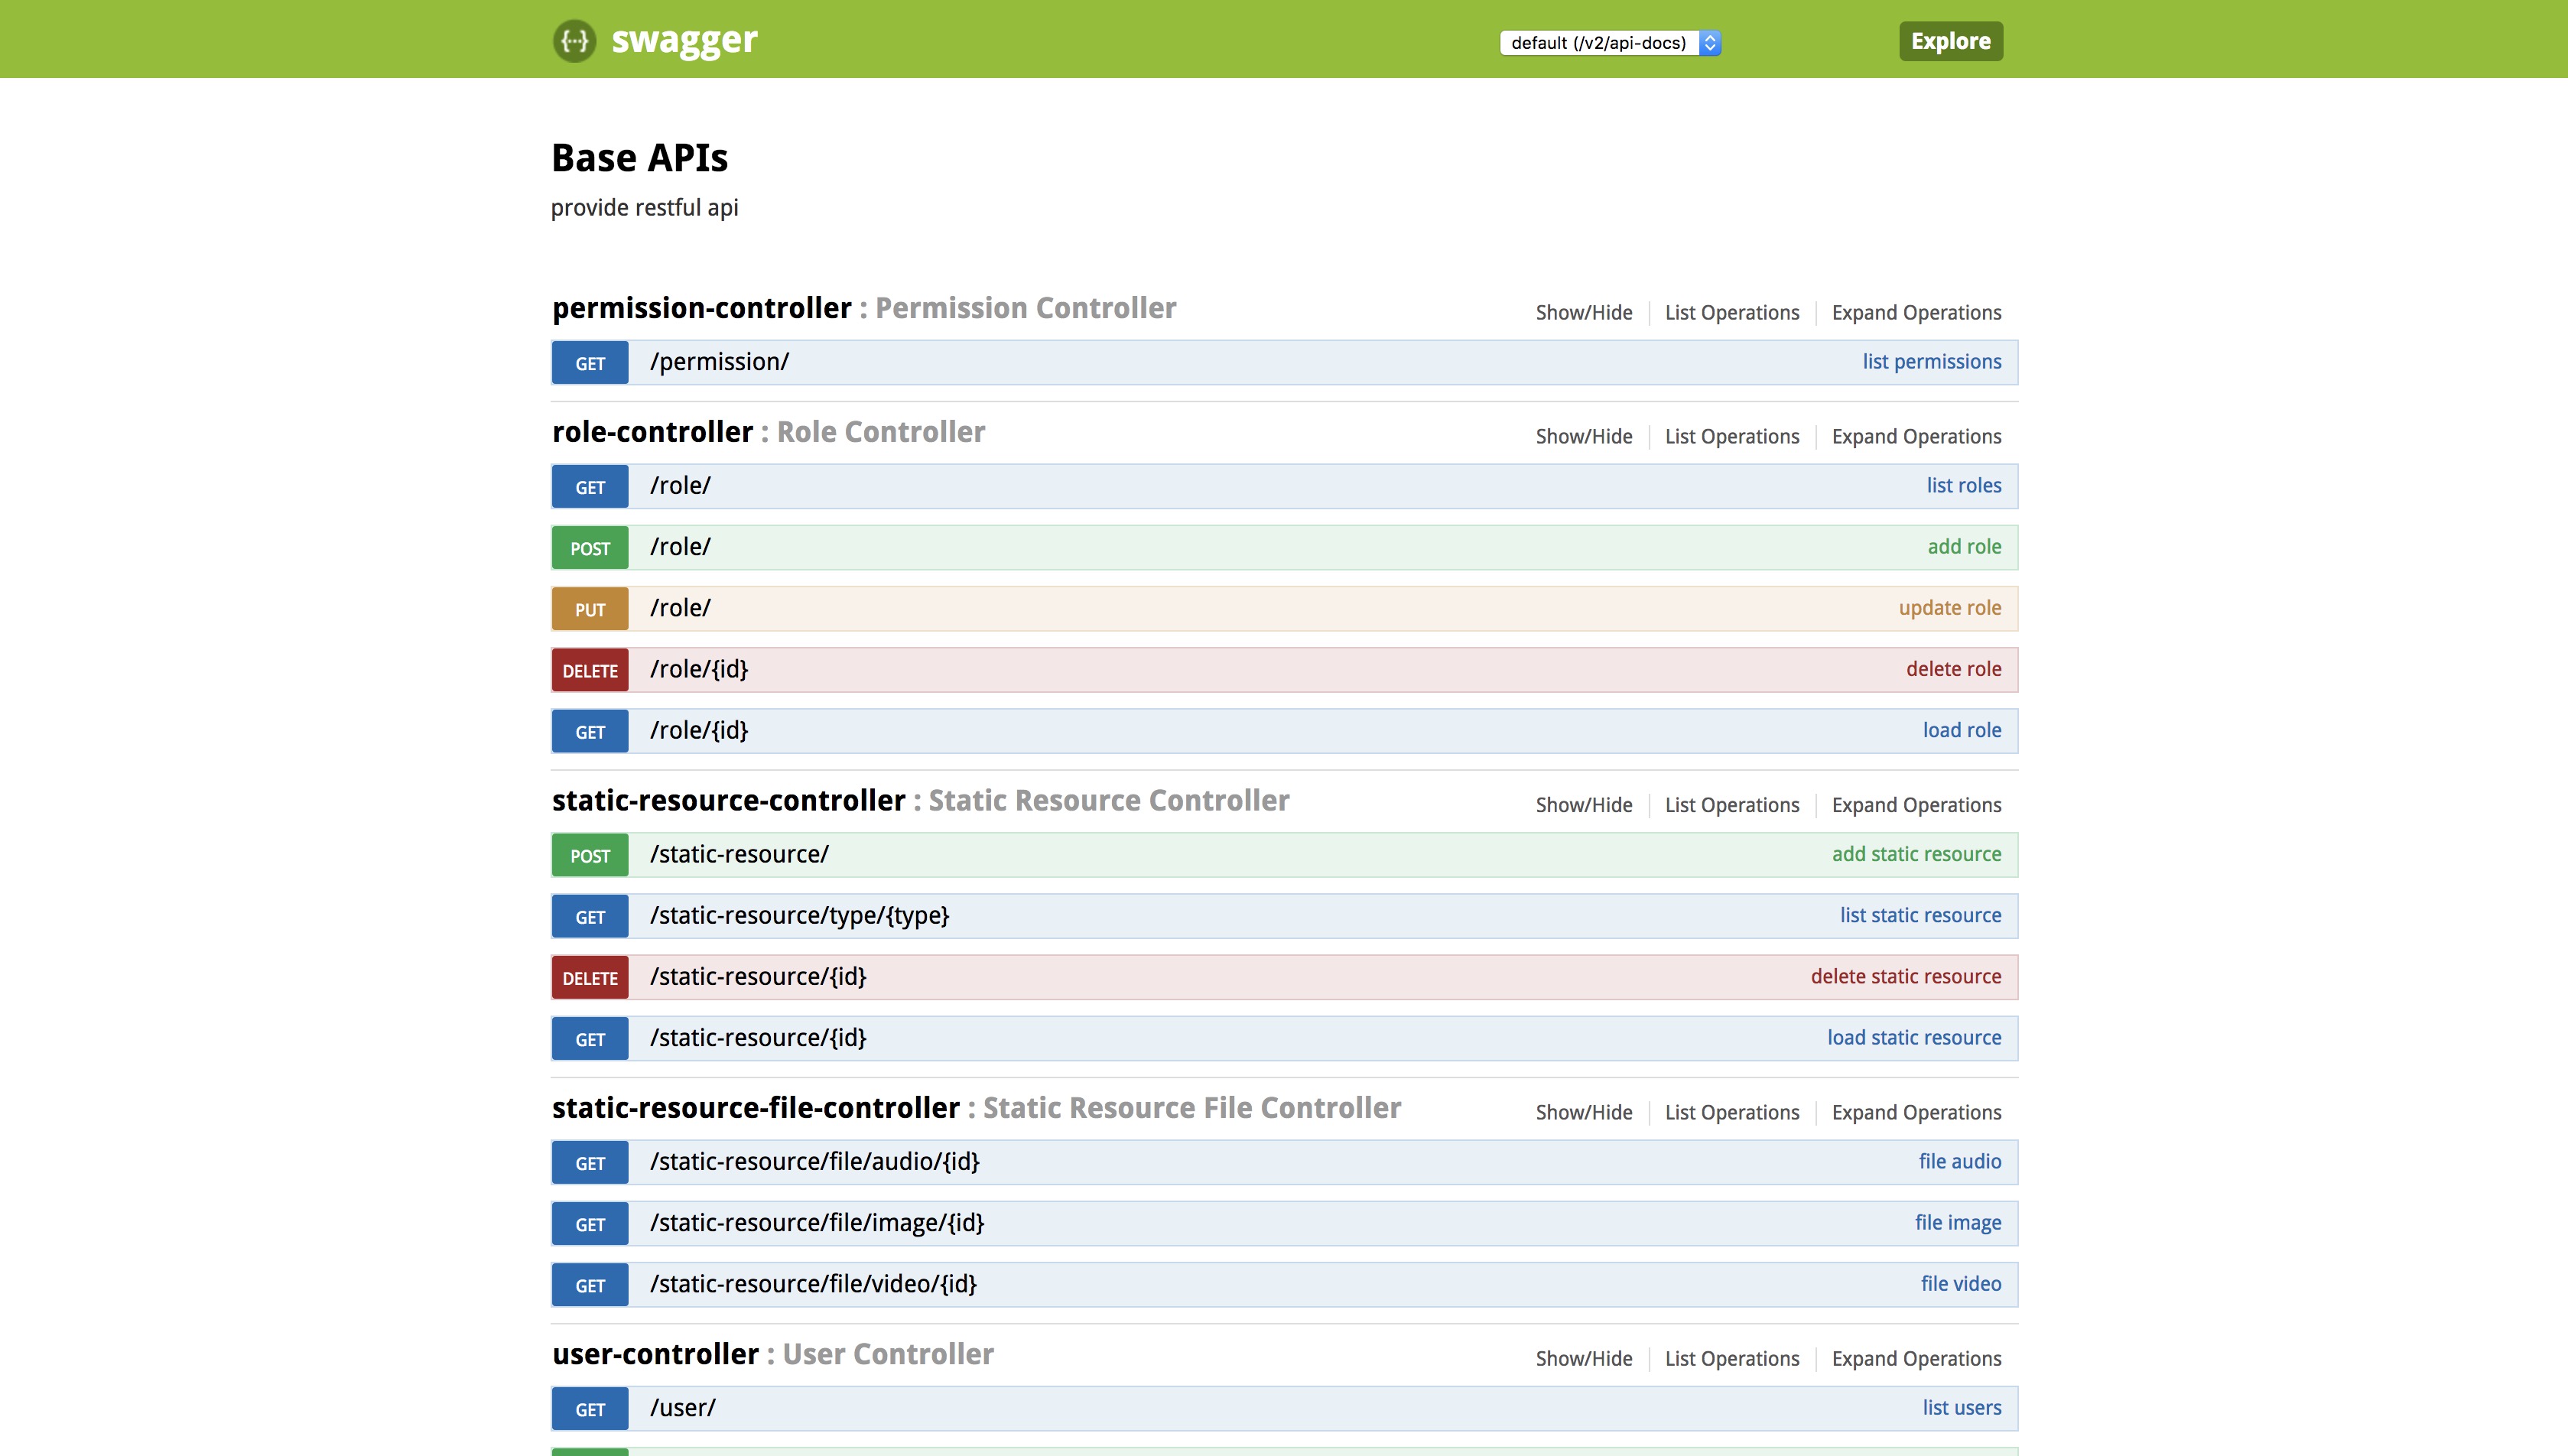 {···} swagger default (/v2/api-docs) Explore
Base APIs
provide restful api
permission-controller : Permission Controller Show/Hide List Operations Expand Operations
GET /permission/ list permissions
role-controller : Role Controller Show/Hide List Operations Expand Operations
GET /role/ list roles
POST /role/ add role
PUT /role/ update role
DELETE /role/{id} delete role
GET /role/{id} load role
static-resource-controller : Static Resource Controller Show/Hide List Operations Expand Operations
POST /static-resource/ add static resource
GET /static-resource/type/{type} list static resource
DELETE /static-resource/{id} delete static resource
GET /static-resource/{id} load static resource
static-resource-file-controller : Static Resource File Controller Show/Hide List Operations Expand Operations
GET /static-resource/file/audio/{id} file audio
GET /static-resource/file/image/{id} file image
GET /static-resource/file/video/{id} file video
user-controller : User Controller Show/Hide List Operations Expand Operations
GET /user/ list users